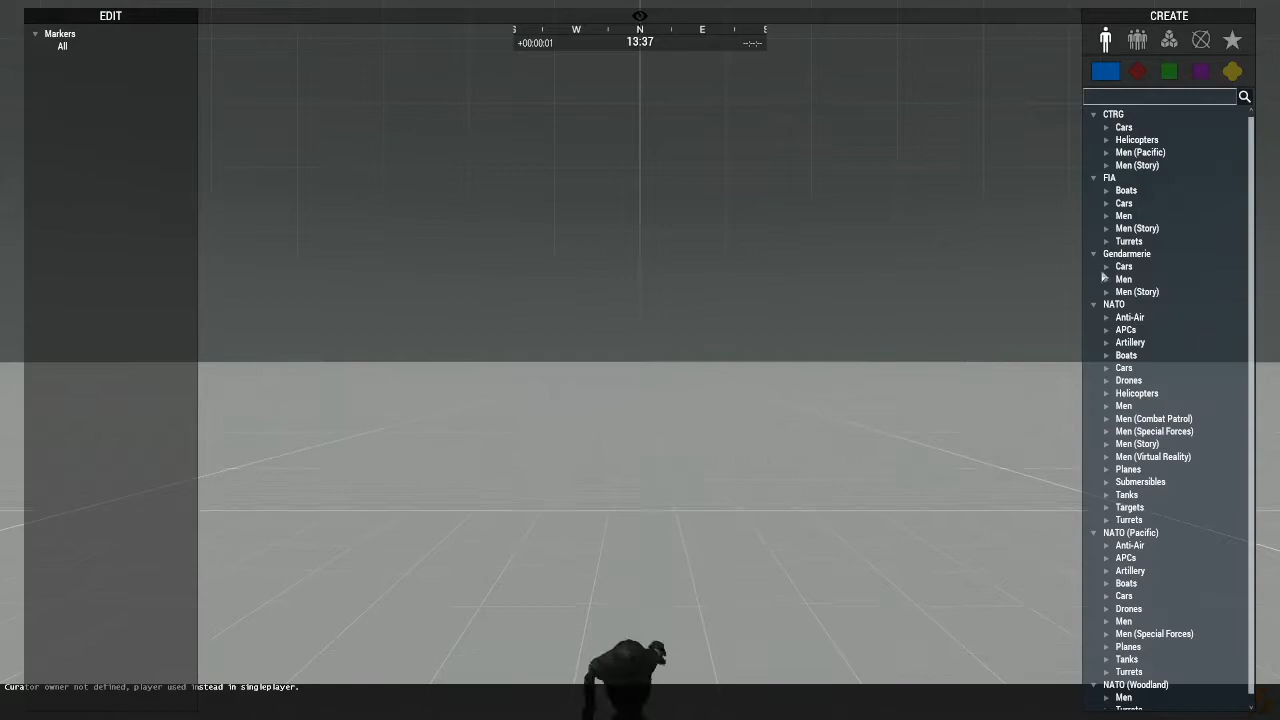 EDIT
Markers
All
W N E
+00:00:01 13:37 --:--
CREATE
CTRG
Cars
Helicopters
Men (Pacific)
Men (Story)
FIA
Boats
Cars
Men
Men (Story)
Turrets
Gendarmerie
Cars
Men
Men (Story)
NATO
Anti-Air
APCs
Artillery
Boats
Cars
Drones
Helicopters
Men
Men (Combat Patrol)
Men (Special Forces)
Men (Story)
Men (Virtual Reality)
Planes
Submersibles
Tanks
Targets
Turrets
NATO (Pacific)
Anti-Air
APCs
Artillery
Boats
Cars
Drones
Men
Men (Special Forces)
Planes
Tanks
Turrets
NATO (Woodland)
Men
Turrets
Curator owner not defined, player used instead in singleplayer.